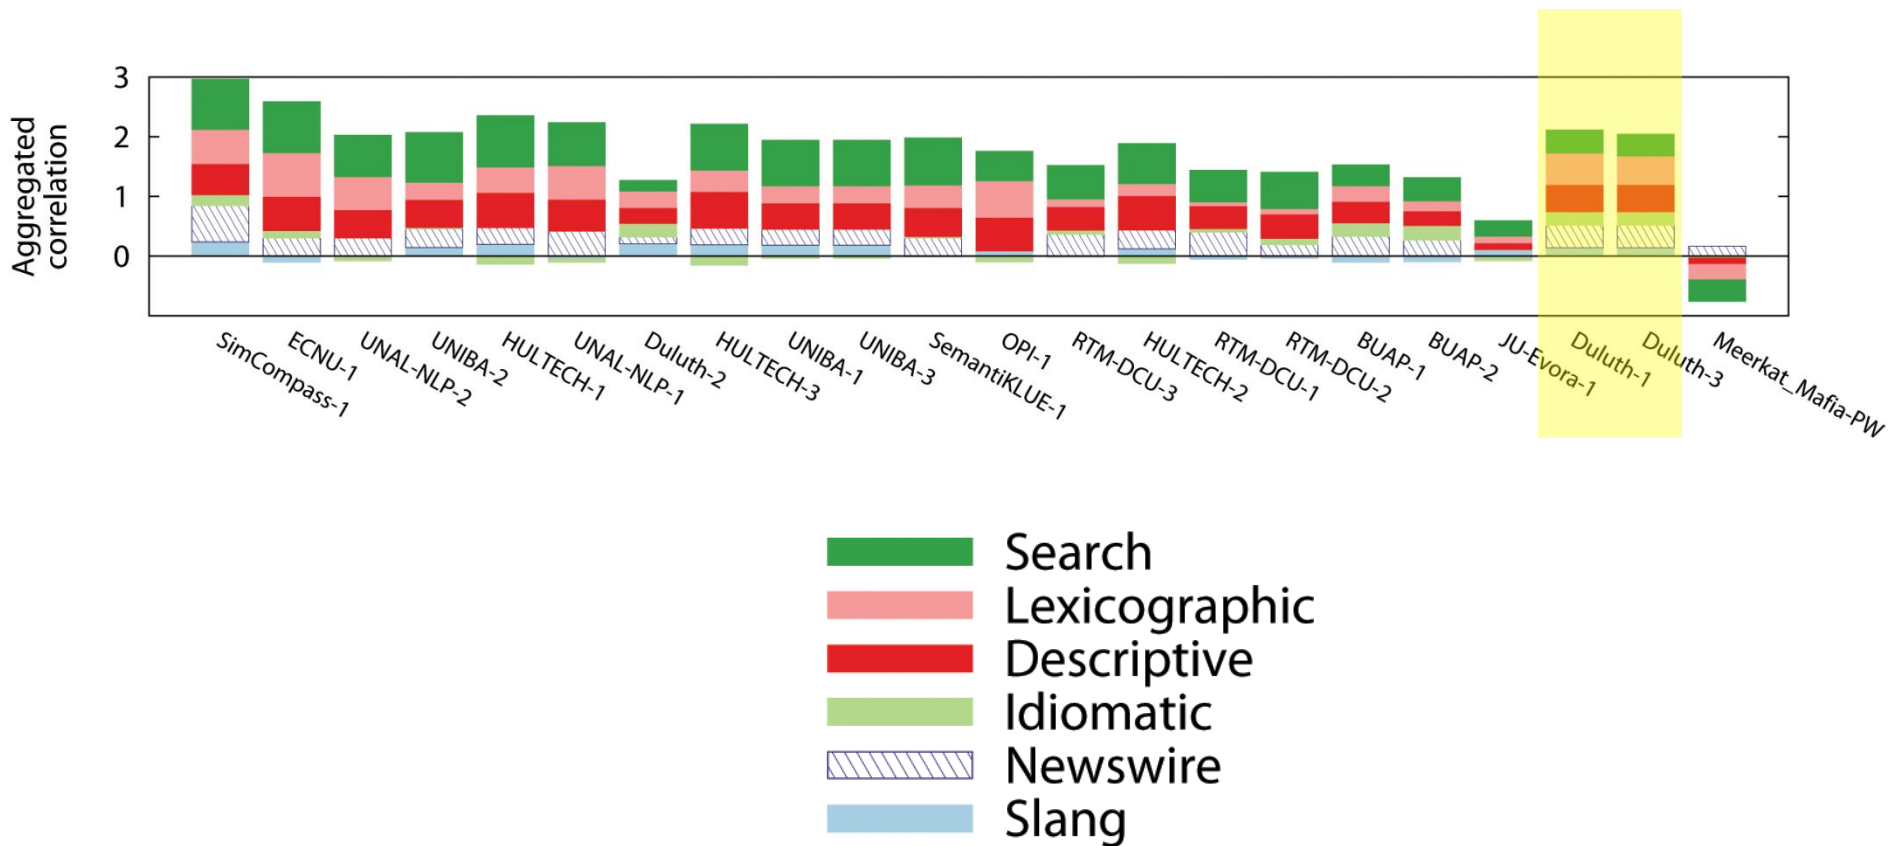 Aggregated
correlation
3
2
1
0
SimCompass-1
ECNU-1
UNAL-NLP-2
UNIBA-2
HULTECH-1
UNAL-NLP-1
Duluth-2
HULTECH-3
UNIBA-1
UNIBA-3
SemantiKLUE-1
OPI-1
RTM-DCU-3
HULTECH-2
RTM-DCU-1
RTM-DCU-2
BUAP-1
BUAP-2
JU-Evora-1
Duluth-1
Duluth-3
Meerkat_Mafia-PW
Search
Lexicographic
Descriptive
Idiomatic
Newswire
Slang